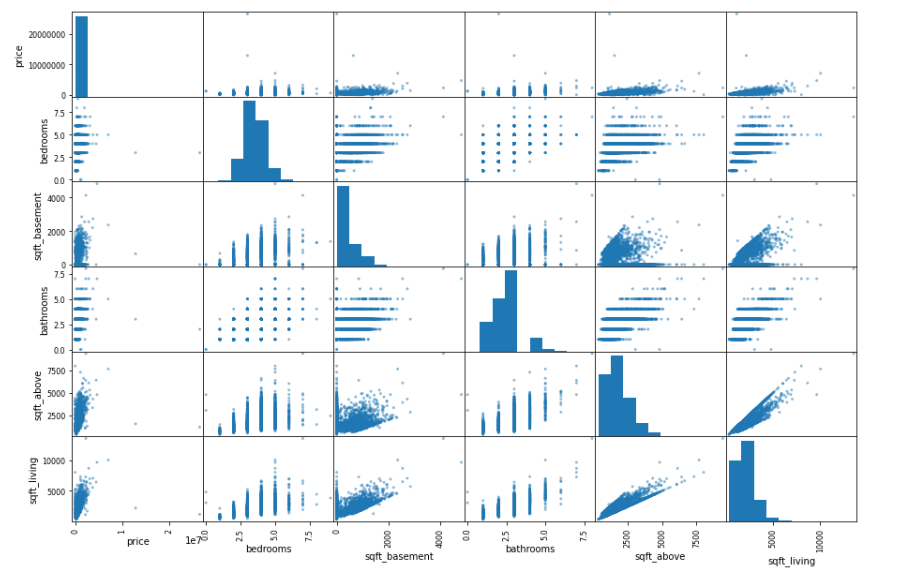 20000000
10000000
0
price
7.5
5.0
2.5
0.0
bedrooms
4000
2000
0
sqft_basement
7.5
5.0
2.5
0.0
bathrooms
7500
5000
2500
sqft_above
10000
5000
sqft_living
0 1 2 1e7
price
0.0 2.5 5.0 7.5
bedrooms
0 2000 4000
sqft_basement
0.0 2.5 5.0 7.5
bathrooms
2500 5000 7500
sqft_above
5000 10000
sqft_living